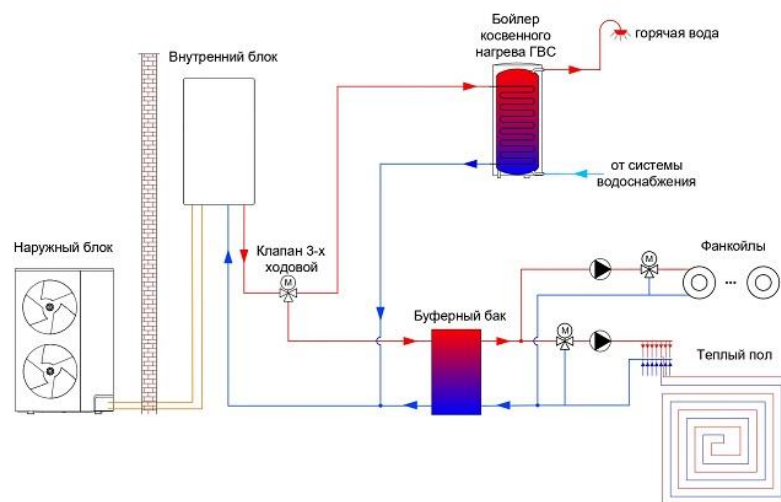 Бойлер
косвенного
нагрева ГВС
горячая вода
Внутренний блок
от системы
водоснабжения
Наружный блок
Клапан 3-х
ходовой
M
M
Фанкойлы
...
Буферный бак
M
Теплый пол